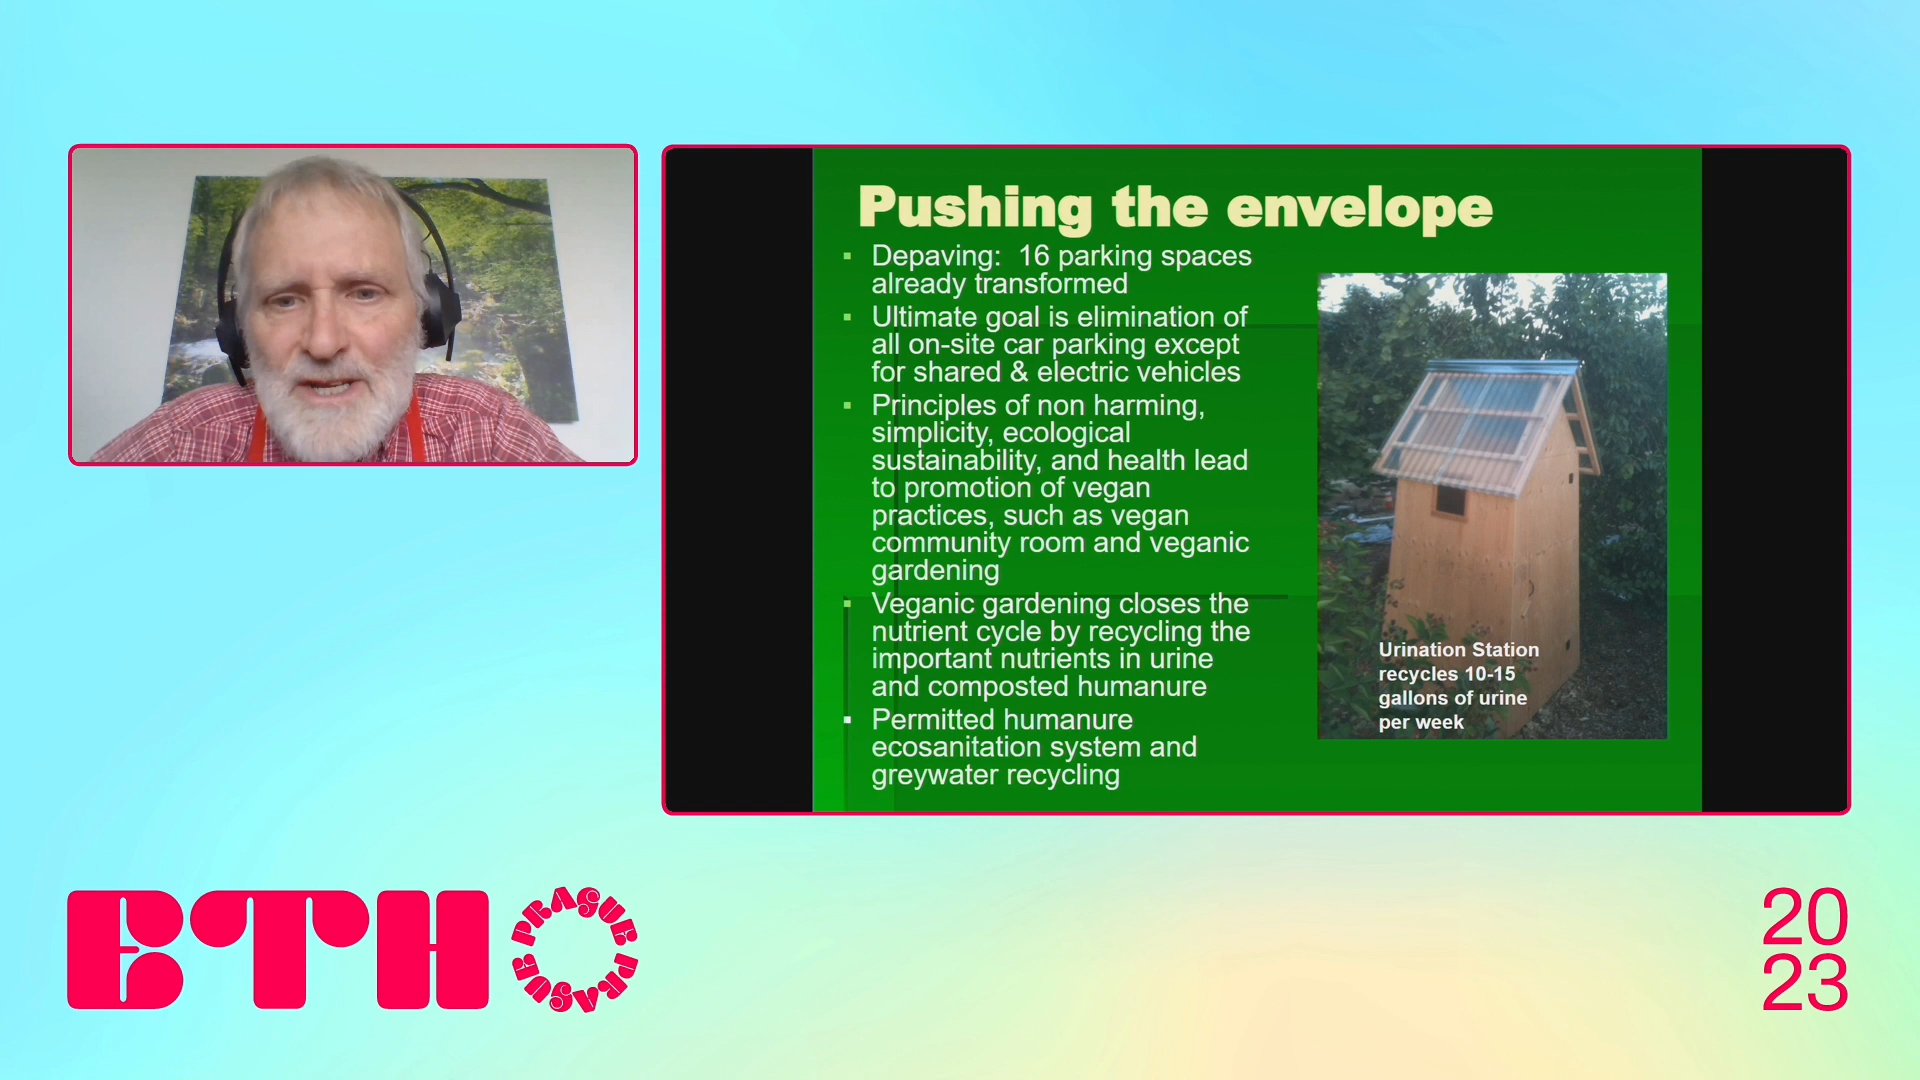 Pushing the envelope
Depaving: 16 parking spaces
already transformed
Ultimate goal is elimination of
all on-site car parking except
for shared & electric vehicles
Principles of non harming,
simplicity, ecological
sustainability, and health lead
to promotion of vegan
practices, such as vegan
community room and veganic
gardening
Veganic gardening closes the
nutrient cycle by recycling the
important nutrients in urine
and composted humanure
Permitted humanure
ecosanitation system and
greywater recycling
Urination Station
recycles 10-15
gallons of urine
per week
ETH
PRAGUE PRAGUE
20
23